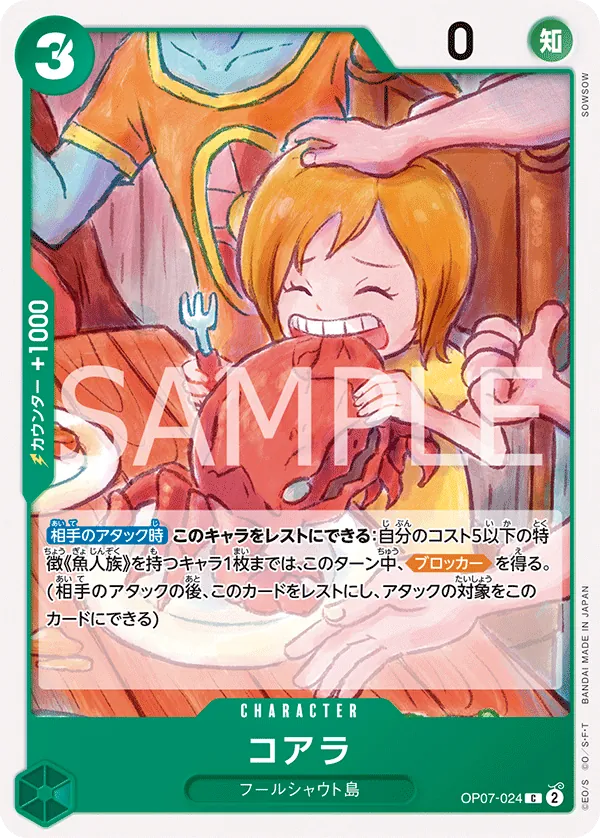 3
0
知
SOWSOW
カウンター +1000
SAMPLE
相手のアタック時 このキャラをレストにできる:自分のコスト5以下の特
徴《魚人族》を持つキャラ1枚までは、このターン中、ブロッカー を得る。
(相手のアタックの後、このカードをレストにし、アタックの対象をこの
カードにできる)
CHARACTER
コアラ
フールシャウト島
OP07-024 C 2
©E.O/S ©O/S・F・T BANDAI MADE IN JAPAN